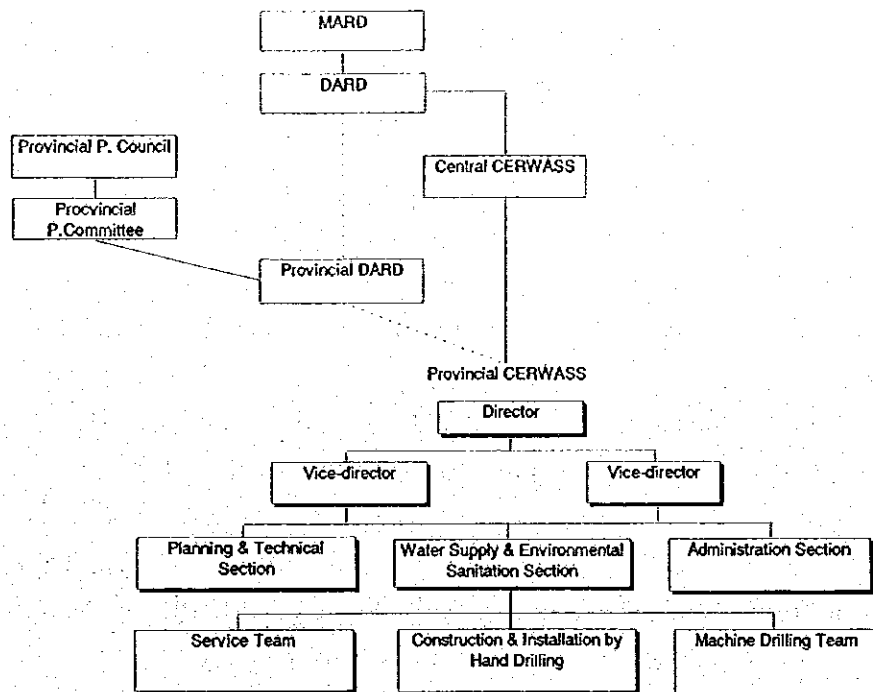 MARD
DARD
Provincial P. Council
Central CERWASS
Procvincial
P.Committee
Provincial DARD
Provincial CERWASS
Director
Vice-director
Vice-director
Planning & Technical
Section
Water Supply & Environmental
Sanitation Section
Administration Section
Service Team
Construction & Installation by
Hand Drilling
Machine Drilling Team